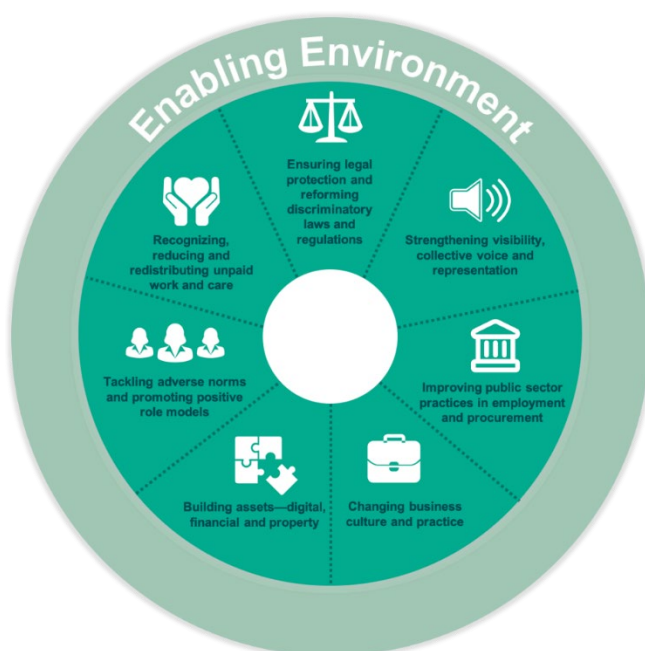 Enabling Environment
Ensuring legal
protection and
reforming
discriminatory
laws and
regulations
Strengthening visibility,
collective voice and
representation
Improving public sector
practices in employment
and procurement
Changing business
culture and practice
Building assets—digital,
financial and property
Tackling adverse norms
and promoting positive
role models
Recognizing,
reducing and
redistributing unpaid
work and care